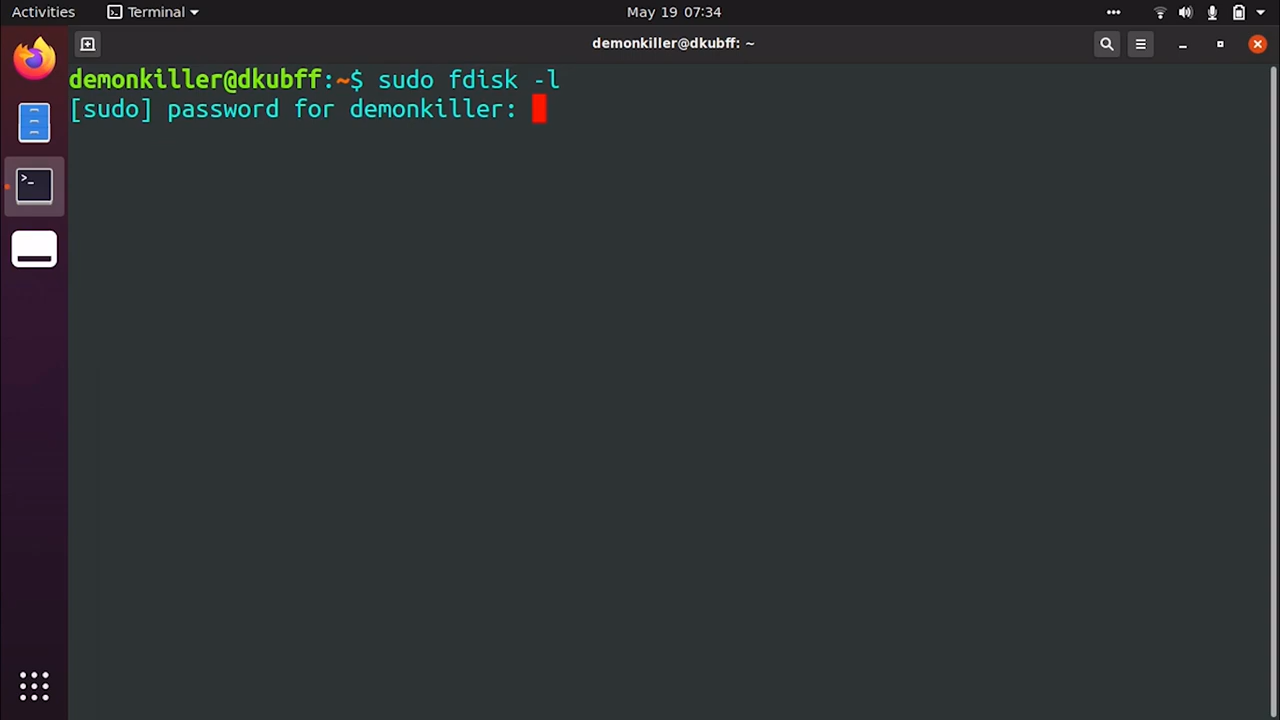 Activities
Terminal
May 19 07:34
demonkiller@dkubff: ~
demonkiller@dkubff:~$ sudo fdisk -l
[sudo] password for demonkiller: